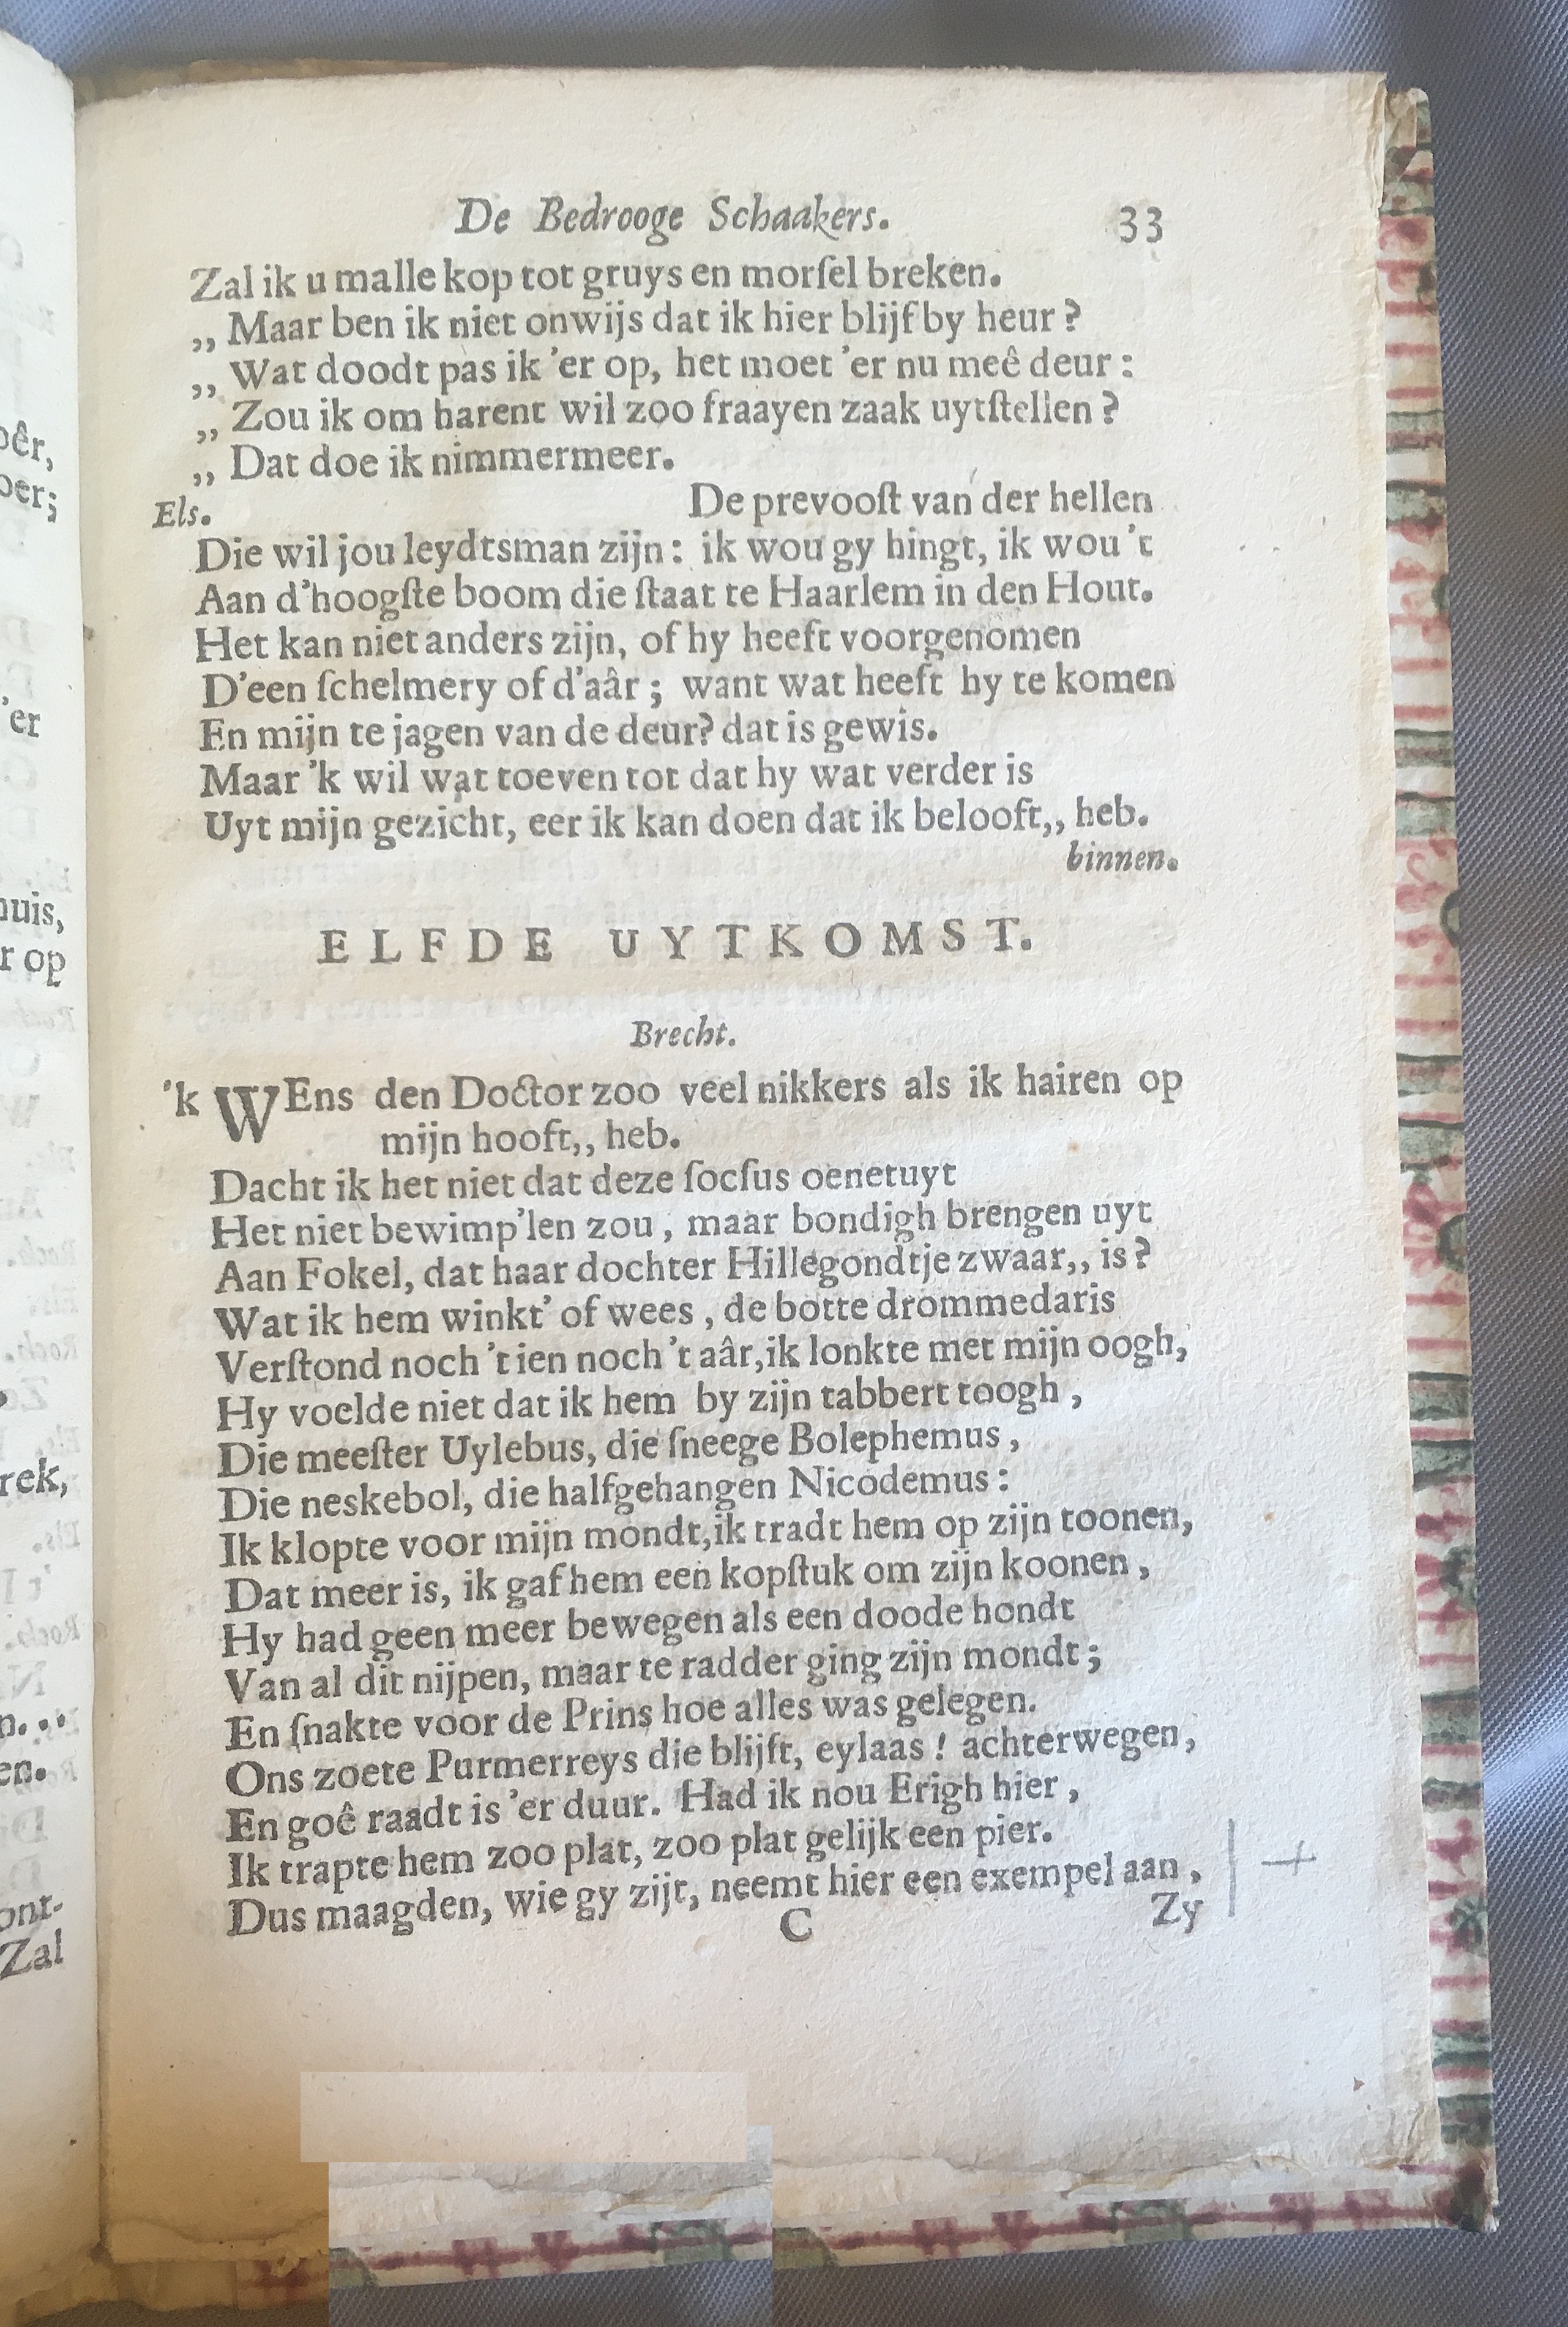 De Bedrooge Schaakers. 33
Zal ik u malle kop tot gruys en morſel breken.
,, Maar ben ik niet onwijs dat ik hier blijf by heur?
,, Wat doodt pas ik 'er op, het moet 'er nu meê deur:
,, Zou ik om harent wil zoo fraayen zaak uytſtellen?
,, Dat doe ik nimmermeer.
Els. De prevooſt van der hellen
Die wil jou leydtsman zijn: ik wou gy hingt, ik wou 't
Aan d'hoogſte boom die ſtaat te Haarlem in den Hout.
Het kan niet anders zijn, of hy heeft voorgenomen
D'een ſchelmery of d'aâr; want wat heeft hy te komen
En mijn te jagen van de deur? dat is gewis.
Maar 'k wil wat toeven tot dat hy wat verder is
Uyt mijn gezicht, eer ik kan doen dat ik belooft,, heb.
binnen.
ELFDE UYTKOMST.
Brecht.
'k WEns den Doctor zoo veel nikkers als ik hairen op
mijn hooft,, heb.
Dacht ik het niet dat deze ſocſus oenetuyt
Het niet bewimp'len zou, maar bondigh brengen uyt
Aan Fokel, dat haar dochter Hillegondtje zwaar,, is?
Wat ik hem winkt' of wees, de botte drommedaris
Verſtond noch 't ien noch 't aâr, ik lonkte met mijn oogh,
Hy voelde niet dat ik hem by zijn tabbert toogh,
Die meeſter Uylebus, die ſneege Bolephemus,
Die neskebol, die halfgehangen Nicodemus:
Ik klopte voor mijn mondt, ik tradt hem op zijn toonen,
Dat meer is, ik gaf hem een kopſtuk om zijn koonen,
Hy had geen meer bewegen als een doode hondt
Van al dit nijpen, maar te radder ging zijn mondt;
En ſnakte voor de Prins hoe alles was gelegen.
Ons zoete Purmerreys die blijft, eylaas! achterwegen,
En goê raadt is 'er duur. Had ik nou Erigh hier,
Ik trapte hem zoo plat, zoo plat gelijk een pier.
Dus maagden, wie gy zijt, neemt hier een exempel aan,
C Zy
oêr,
oer;
'er
huis,
r op
rek,
n...
en.
ont-
Zal